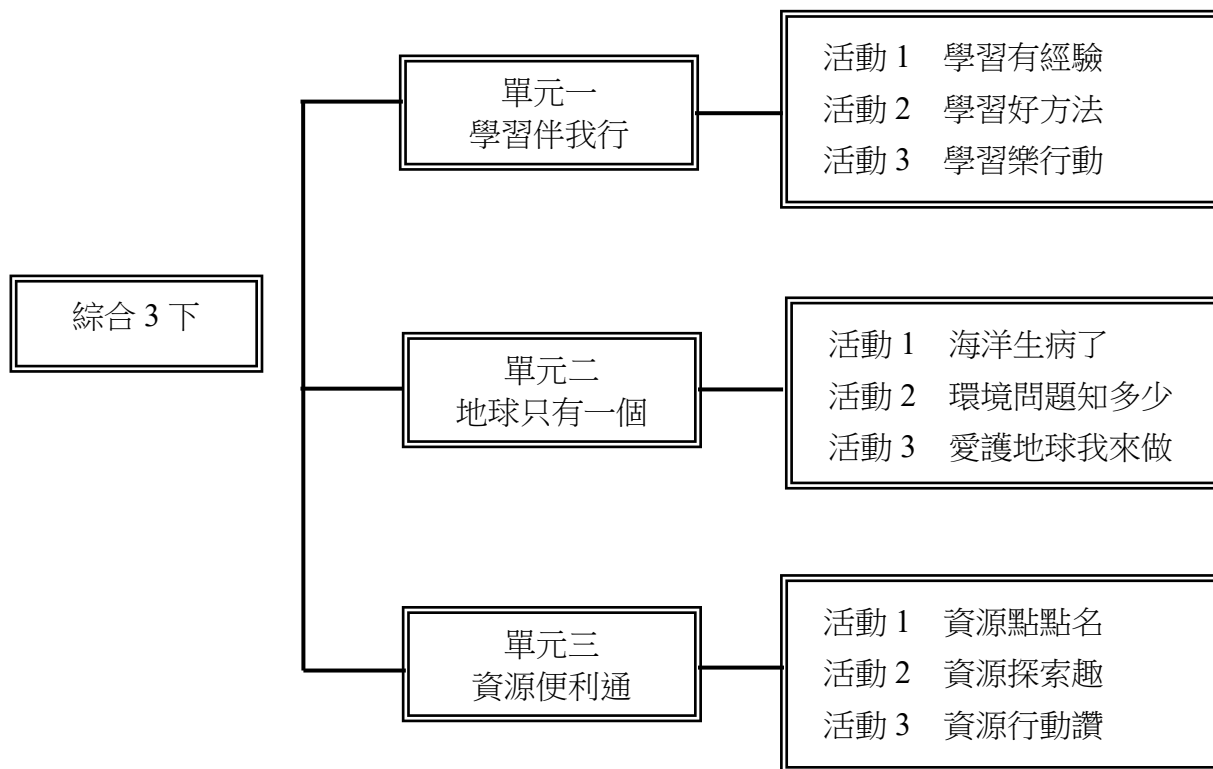 綜合 3 下
單元一
學習伴我行
活動 1　學習有經驗
活動 2　學習好方法
活動 3　學習樂行動
單元二
地球只有一個
活動 1　海洋生病了
活動 2　環境問題知多少
活動 3　愛護地球我來做
單元三
資源便利通
活動 1　資源點點名
活動 2　資源探索趣
活動 3　資源行動讚